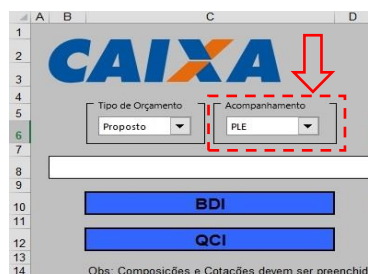 A B C D
1
2
3
CAIXA
4
5
Tipo de Orçamento Acompanhamento
6
Proposto PLE
7
8
9
10
BDI
11
12
QCI
13
14
Obs: Composições e Cotações devem ser preenchid